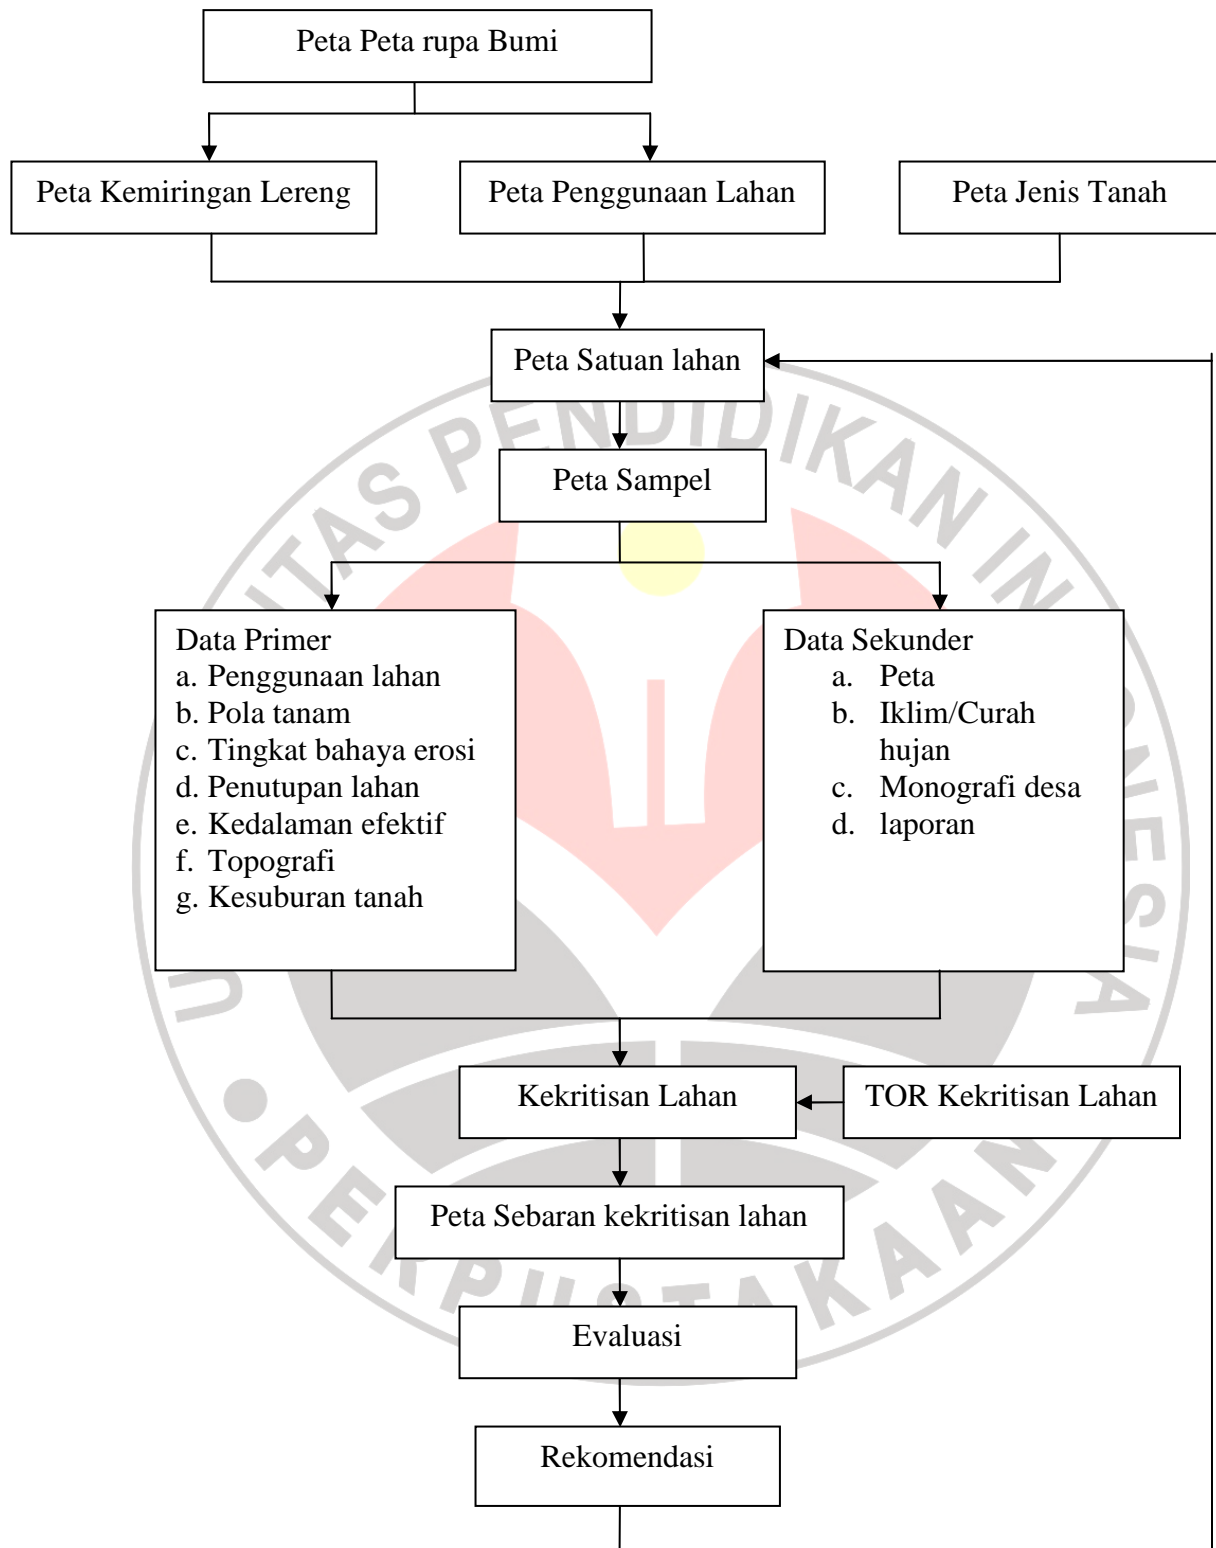 Peta Peta rupa Bumi
Peta Kemiringan Lereng
Peta Penggunaan Lahan
Peta Jenis Tanah
Peta Satuan lahan
Peta Sampel
Data Primer
a. Penggunaan lahan
b. Pola tanam
c. Tingkat bahaya erosi
d. Penutupan lahan
e. Kedalaman efektif
f. Topografi
g. Kesuburan tanah
Data Sekunder
a. Peta
b. Iklim/Curah
hujan
c. Monografi desa
d. laporan
Kekritisan Lahan
TOR Kekritisan Lahan
Peta Sebaran kekritisan lahan
Evaluasi
Rekomendasi
PENDIDIKAN
PERPUSTAKAAN